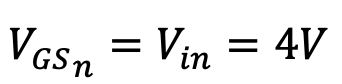 V_{GS_n} = V_{in} = 4V